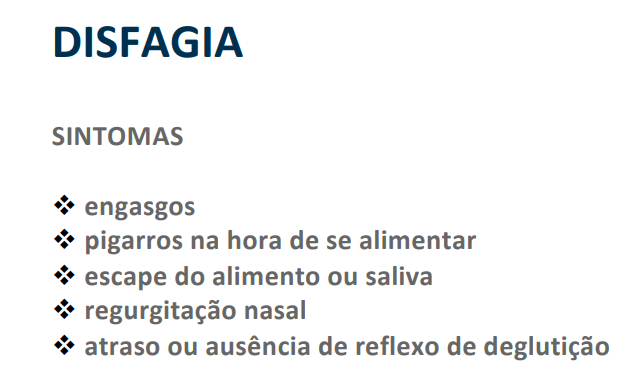 DISFAGIA
SINTOMAS
❖ engasgos
❖ pigarros na hora de se alimentar
❖ escape do alimento ou saliva
❖ regurgitação nasal
❖ atraso ou ausência de reflexo de deglutição